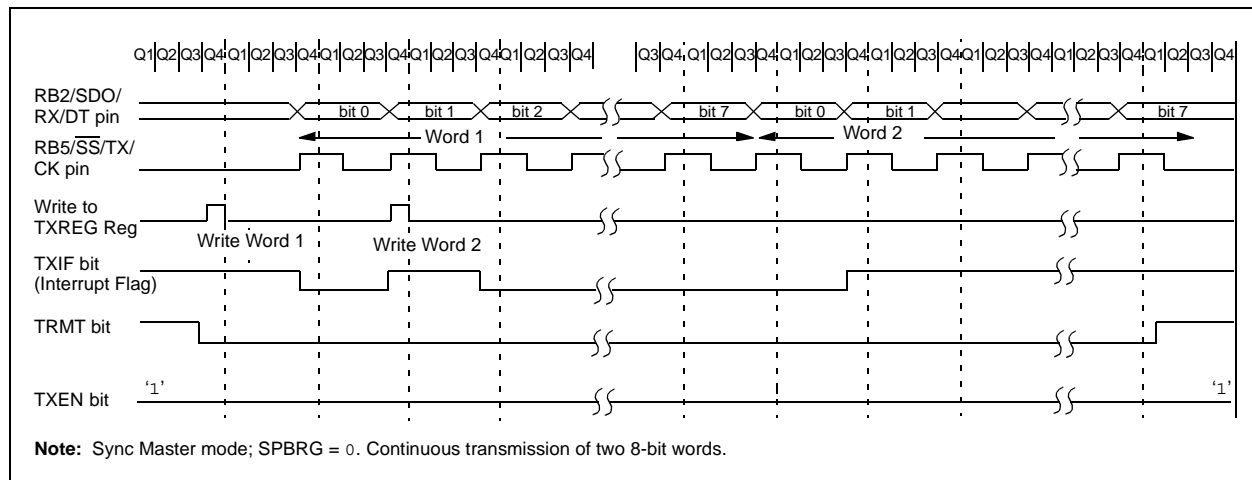 Q1 Q2 Q3 Q4 Q1 Q2 Q3 Q4 Q1 Q2 Q3 Q4 Q1 Q2 Q3 Q4 Q1 Q2 Q3 Q4 Q3 Q4 Q1 Q2 Q3 Q4 Q1 Q2 Q3 Q4 Q1 Q2 Q3 Q4 Q1 Q2 Q3 Q4 Q1 Q2 Q3 Q4 Q1 Q2 Q3 Q4
RB2/SDO/
RX/DT pin
bit 0 bit 1 bit 2 bit 7 bit 0 bit 1 bit 7
Word 1 Word 2
RB5/SS/TX/
CK pin
Write to
TXREG Reg
Write Word 1 Write Word 2
TXIF bit
(Interrupt Flag)
TRMT bit
'1' '1'
TXEN bit
Note: Sync Master mode; SPBRG = 0. Continuous transmission of two 8-bit words.